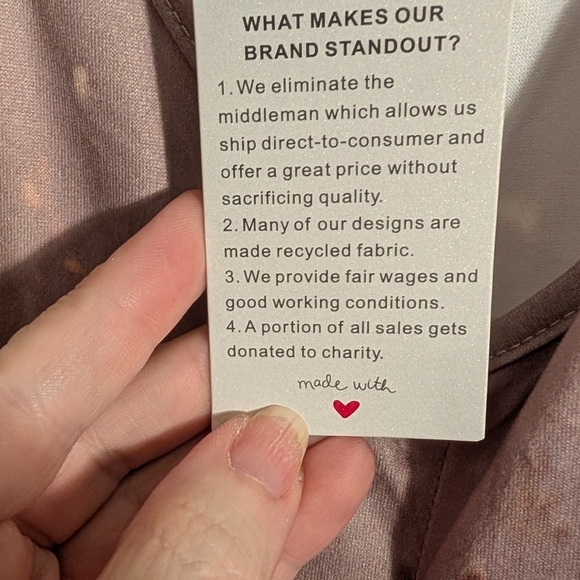 WHAT MAKES OUR
BRAND STANDOUT?
1. We eliminate the
middleman which allows us
ship direct-to-consumer and
offer a great price without
sacrificing quality.
2. Many of our designs are
made recycled fabric.
3. We provide fair wages and
good working conditions.
4. A portion of all sales gets
donated to charity.
made with